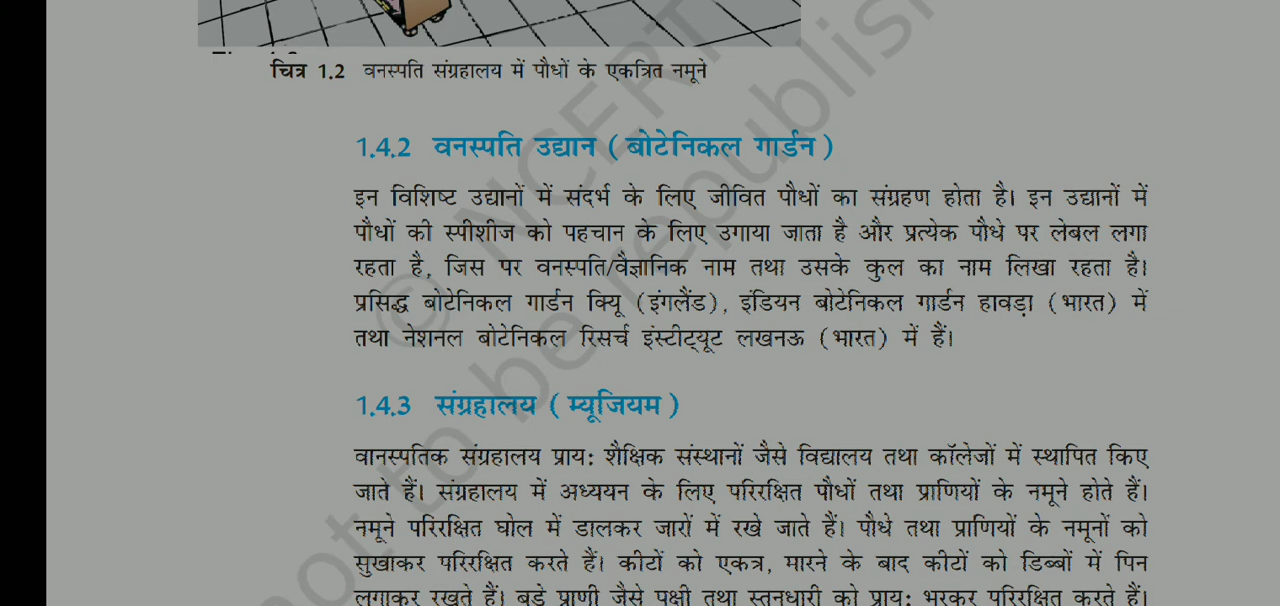 चित्र 1.2 वनस्पति संग्रहालय में पौधों के एकत्रित नमूने
1.4.2 वनस्पति उद्यान ( बोटेनिकल गार्डन )
इन विशिष्ट उद्यानों में संदर्भ के लिए जीवित पौधों का संग्रहण होता है। इन उद्यानों में
पौधों की स्पीशीज को पहचान के लिए उगाया जाता है और प्रत्येक पौधे पर लेबल लगा
रहता है, जिस पर वनस्पति/वैज्ञानिक नाम तथा उसके कुल का नाम लिखा रहता है।
प्रसिद्ध बोटेनिकल गार्डन क्यू (इंगलैंड), इंडियन बोटेनिकल गार्डन हावड़ा (भारत) में
तथा नेशनल बोटेनिकल रिसर्च इंस्टीट्यूट लखनऊ (भारत) में हैं।
1.4.3 संग्रहालय ( म्यूजियम )
वानस्पतिक संग्रहालय प्राय: शैक्षिक संस्थानों जैसे विद्यालय तथा कॉलेजों में स्थापित किए
जाते हैं। संग्रहालय में अध्ययन के लिए परिरक्षित पौधों तथा प्राणियों के नमूने होते हैं।
नमूने परिरक्षित घोल में डालकर जारों में रखे जाते हैं। पौधे तथा प्राणियों के नमूनों को
सुखाकर परिरक्षित करते हैं। कीटों को एकत्र, मारने के बाद कीटों को डिब्बों में पिन
लगाकर रखते हैं। बड़े प्राणी जैसे पक्षी तथा स्तनधारी को प्राय: भरकर परिरक्षित करते हैं।
© NCERT
not to be republish